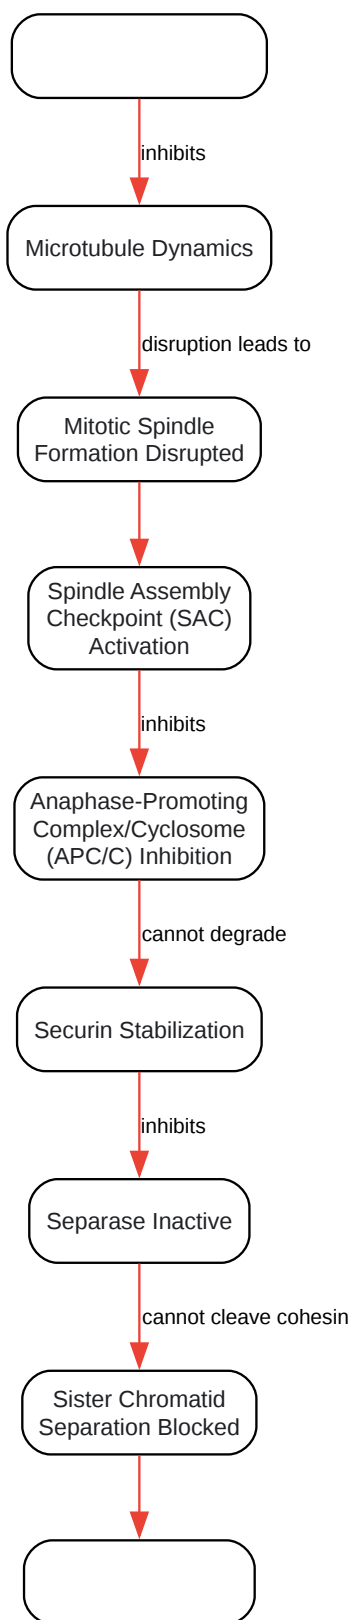 inhibits
Microtubule Dynamics
disruption leads to
Mitotic Spindle
Formation Disrupted
Spindle Assembly
Checkpoint (SAC)
Activation
inhibits
Anaphase-Promoting
Complex/Cyclosome
(APC/C) Inhibition
cannot degrade
Securin Stabilization
inhibits
Separase Inactive
cannot cleave cohesin
Sister Chromatid
Separation Blocked